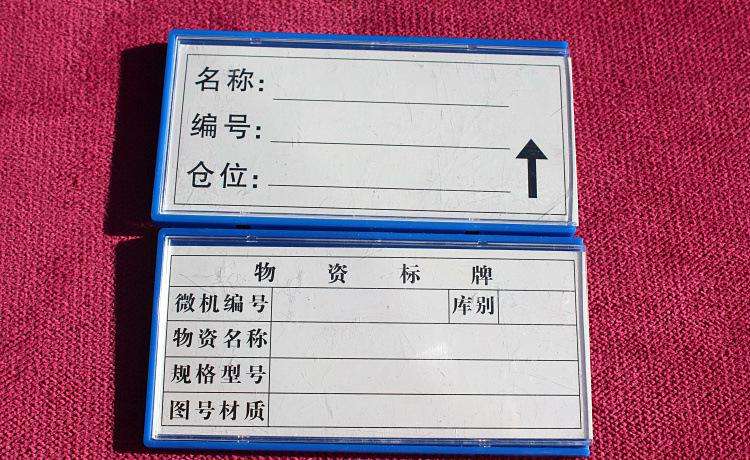 名称:
编号:
仓位:
物资标牌
微机编号 库别
物资名称
规格型号
图号材质